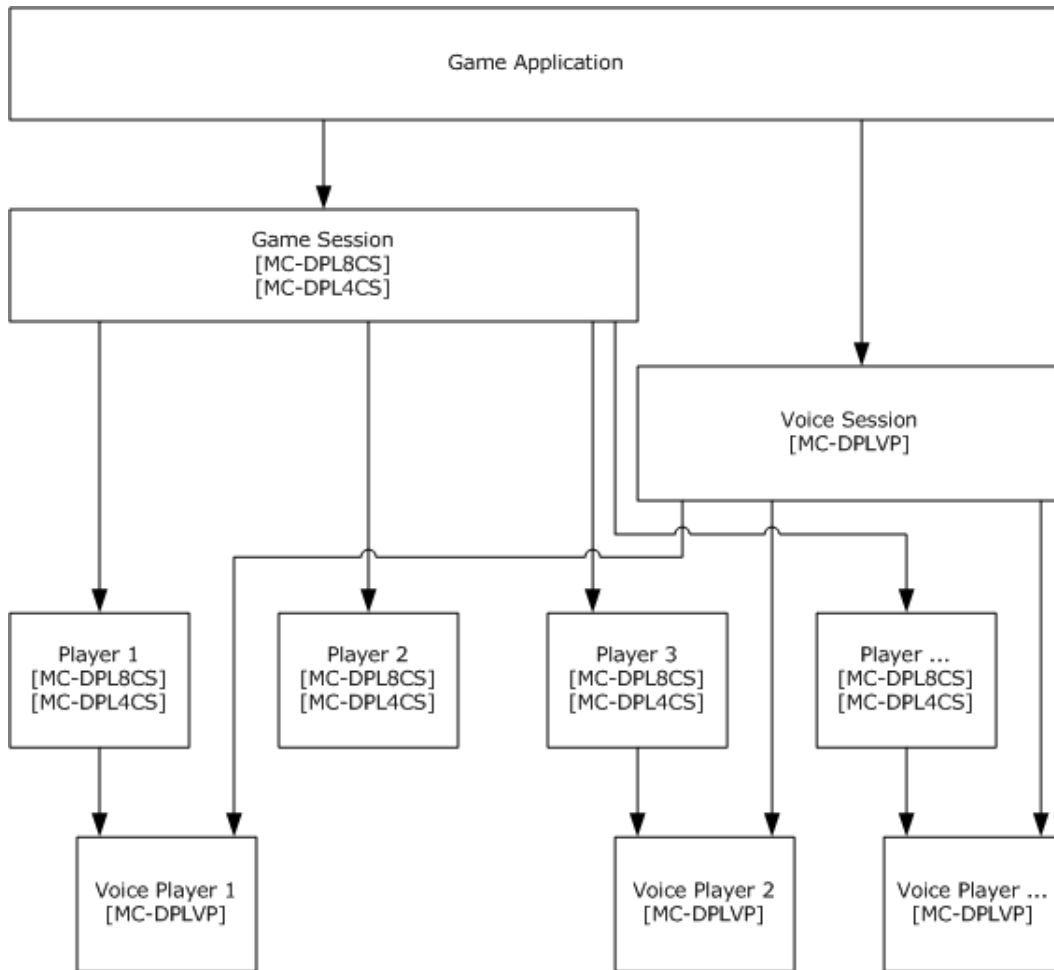 Game Application
Game Session
[MC-DPL8CS]
[MC-DPL4CS]
Voice Session
[MC-DPLVP]
Player 1
[MC-DPL8CS]
[MC-DPL4CS]
Player 2
[MC-DPL8CS]
[MC-DPL4CS]
Player 3
[MC-DPL8CS]
[MC-DPL4CS]
Player ...
[MC-DPL8CS]
[MC-DPL4CS]
Voice Player 1
[MC-DPLVP]
Voice Player 2
[MC-DPLVP]
Voice Player ...
[MC-DPLVP]